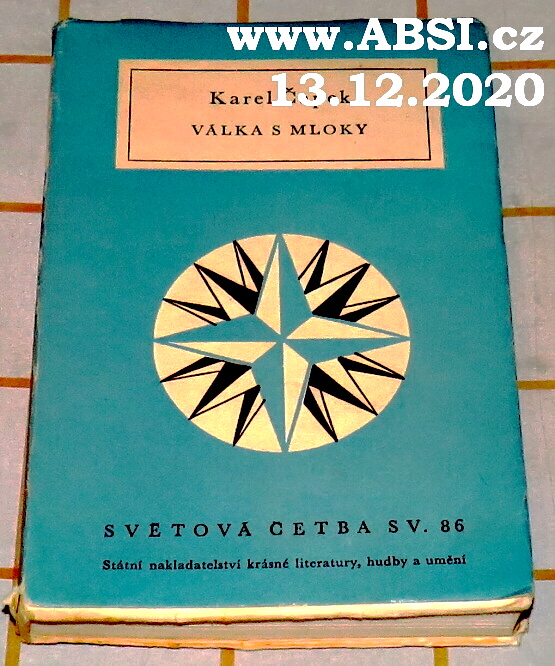 www.ABSI.cz
13.12.2020
Karel Čapek
VÁLKA S MLOKY
SVĚTOVÁ ČETBA SV. 86
Státní nakladatelství krásné literatury, hudby a umění